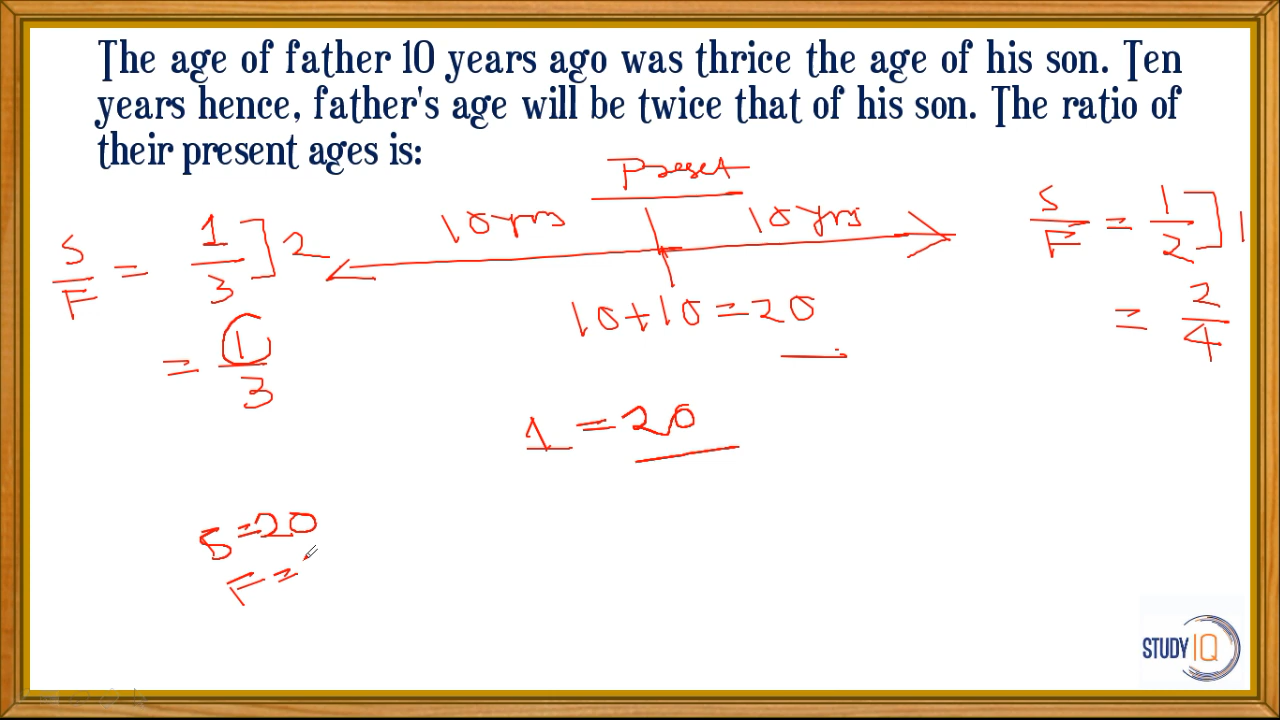 The age of father 10 years ago was thrice the age of his son. Ten
years hence, father's age will be twice that of his son. The ratio of
their present ages is:
Preset
10 yrs
10 yrs
S/F = 1/3 ] 2
S/F = 1/2 ] 1
10+10=20
= 1/3
= 2/4
1 = 20
S=20
F=
STUDY IQ